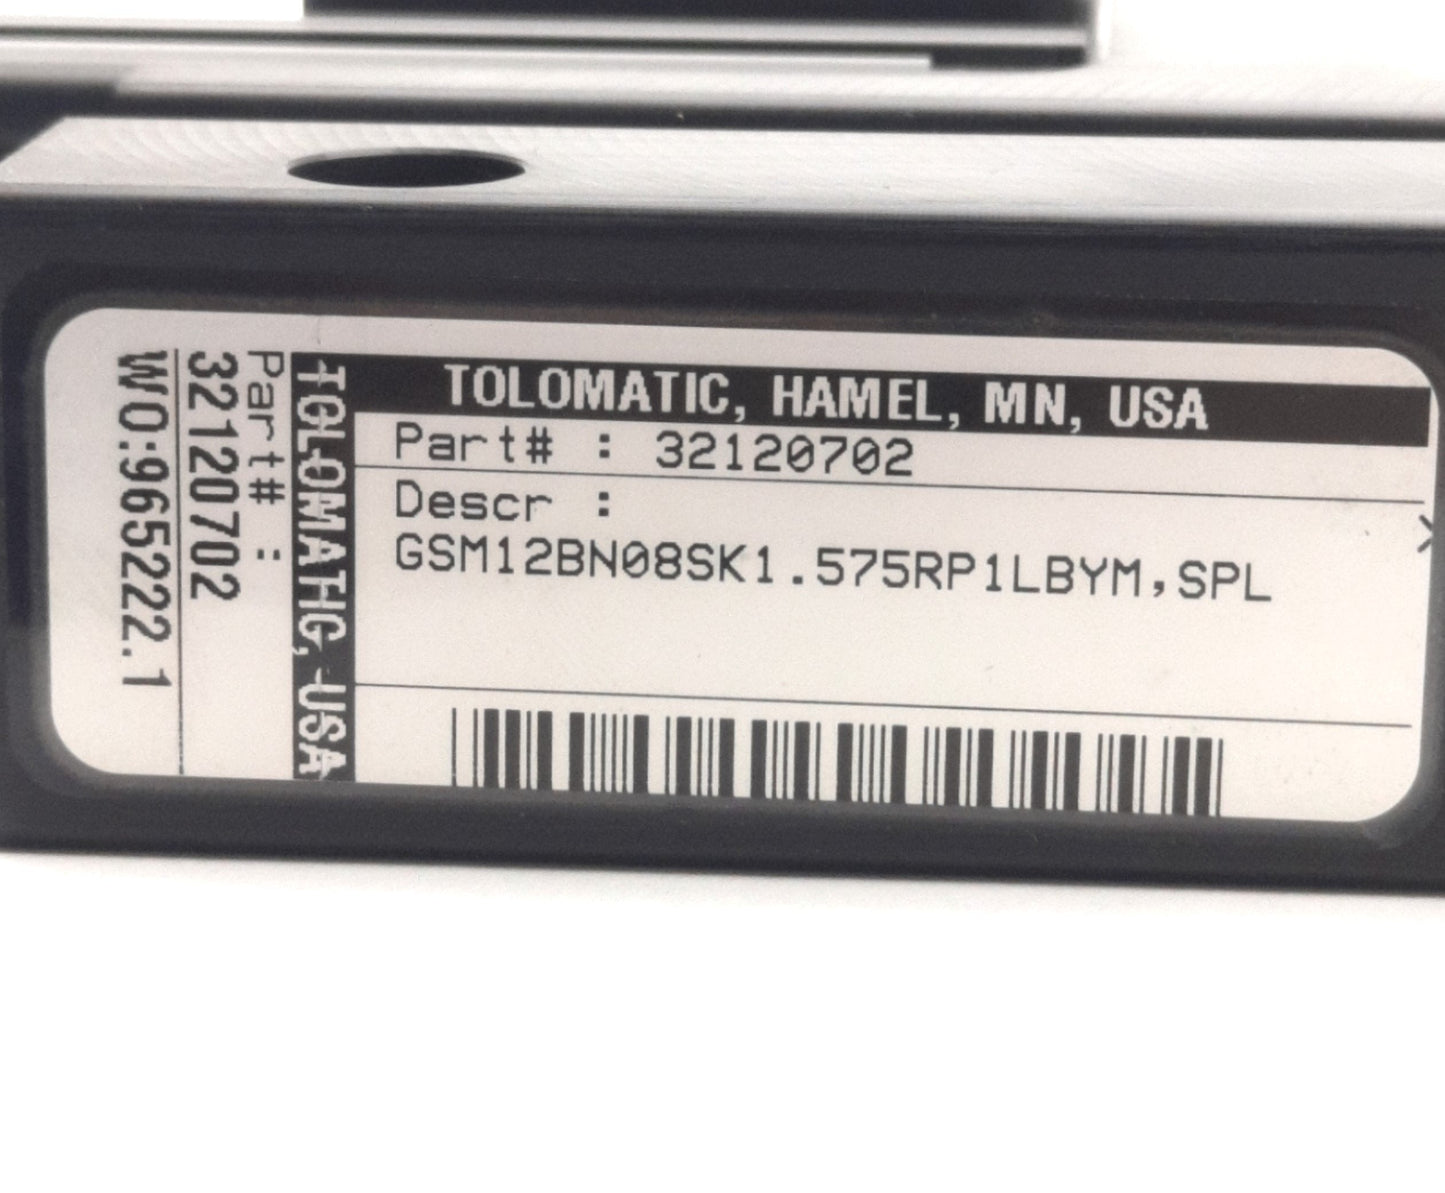 TOLOMATIC, HAMEL, MN, USA
Part# : 32120702
Descr :
GSM12BN08SK1.575RP1LBYM,SPL
TOLOMATIC, USA
Part# :
32120702
WO:965222.1